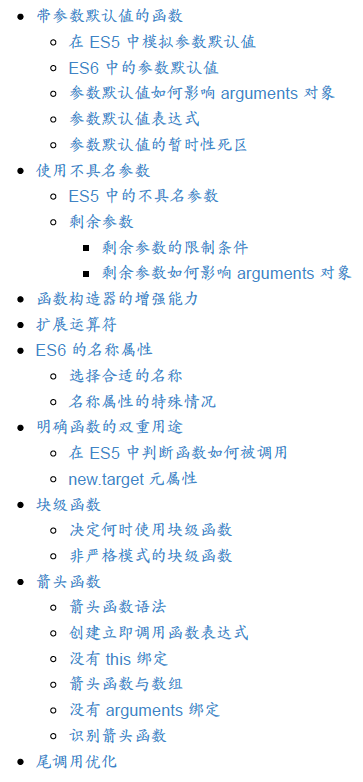 带参数默认值的函数
在 ES5 中模拟参数默认值
ES6 中的参数默认值
参数默认值如何影响 arguments 对象
参数默认值表达式
参数默认值的暂时性死区
使用不具名参数
ES5 中的不具名参数
剩余参数
剩余参数的限制条件
剩余参数如何影响 arguments 对象
函数构造器的增强能力
扩展运算符
ES6 的名称属性
选择合适的名称
名称属性的特殊情况
明确函数的双重用途
在 ES5 中判断函数如何被调用
new.target 元属性
块级函数
决定何时使用块级函数
非严格模式的块级函数
箭头函数
箭头函数语法
创建立即调用函数表达式
没有 this 绑定
箭头函数与数组
没有 arguments 绑定
识别箭头函数
尾调用优化